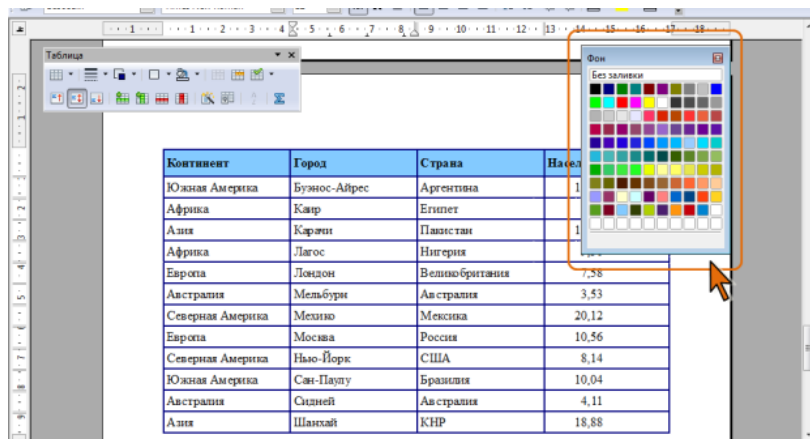 Таблица
Фон
Без заливки
Континент Город Страна
Южная Америка Буэнос-Айрес Аргентина
Африка Каир Египет
Азия Карачи Пакистан
Африка Лагос Нигерия
Европа Лондон Великобритания 7,58
Австралия Мельбурн Австралия 3,53
Северная Америка Мехико Мексика 20,12
Европа Москва Россия 10,56
Северная Америка Нью-Йорк США 8,14
Южная Америка Сан-Паулу Бразилия 10,04
Австралия Сидней Австралия 4,11
Азия Шанхай КНР 18,88